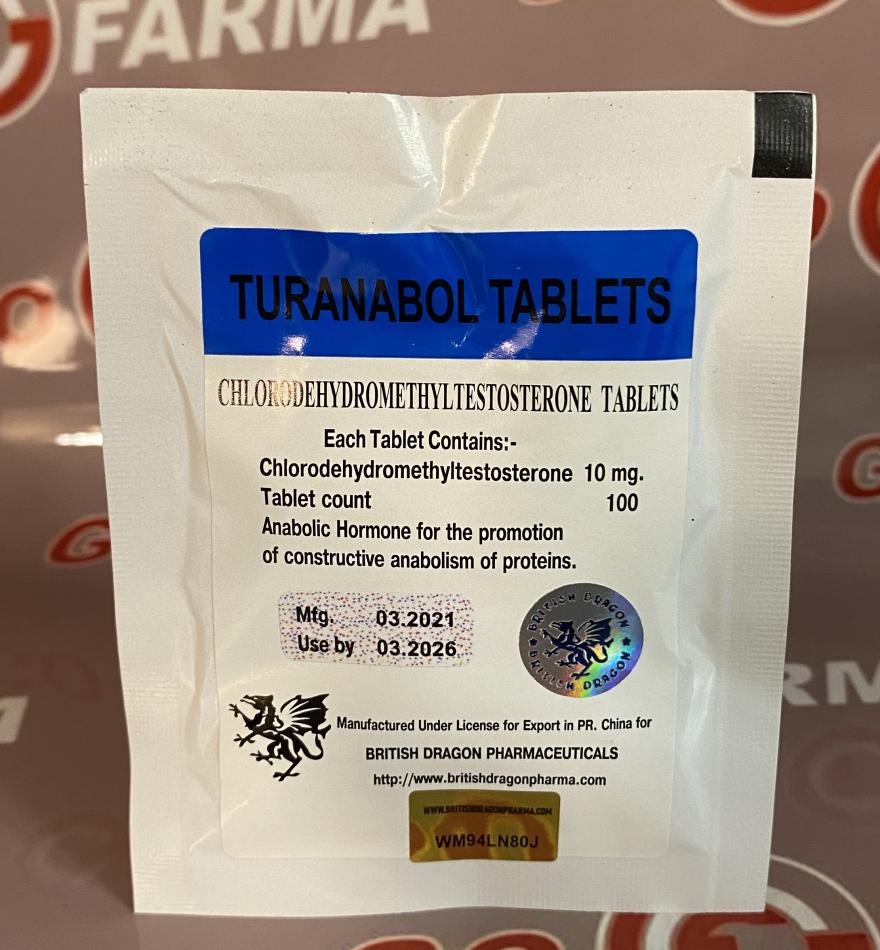 FARMA
TURANABOL TABLETS
CHLORODEHYDROMETHYLTESTOSTERONE TABLETS
Each Tablet Contains:-
Chlorodehydromethyltestosterone 10 mg.
Tablet count 100
Anabolic Hormone for the promotion
of constructive anabolism of proteins.
Mfg. 03.2021
Use by 03.2026
BRITISH DRAGON
BRITISH DRAGON
Manufactured Under License for Export in PR. China for
BRITISH DRAGON PHARMACEUTICALS
http://www.britishdragonpharma.com
WWW.BRITISHDRAGONPHARMA.COM
WM94LN80J